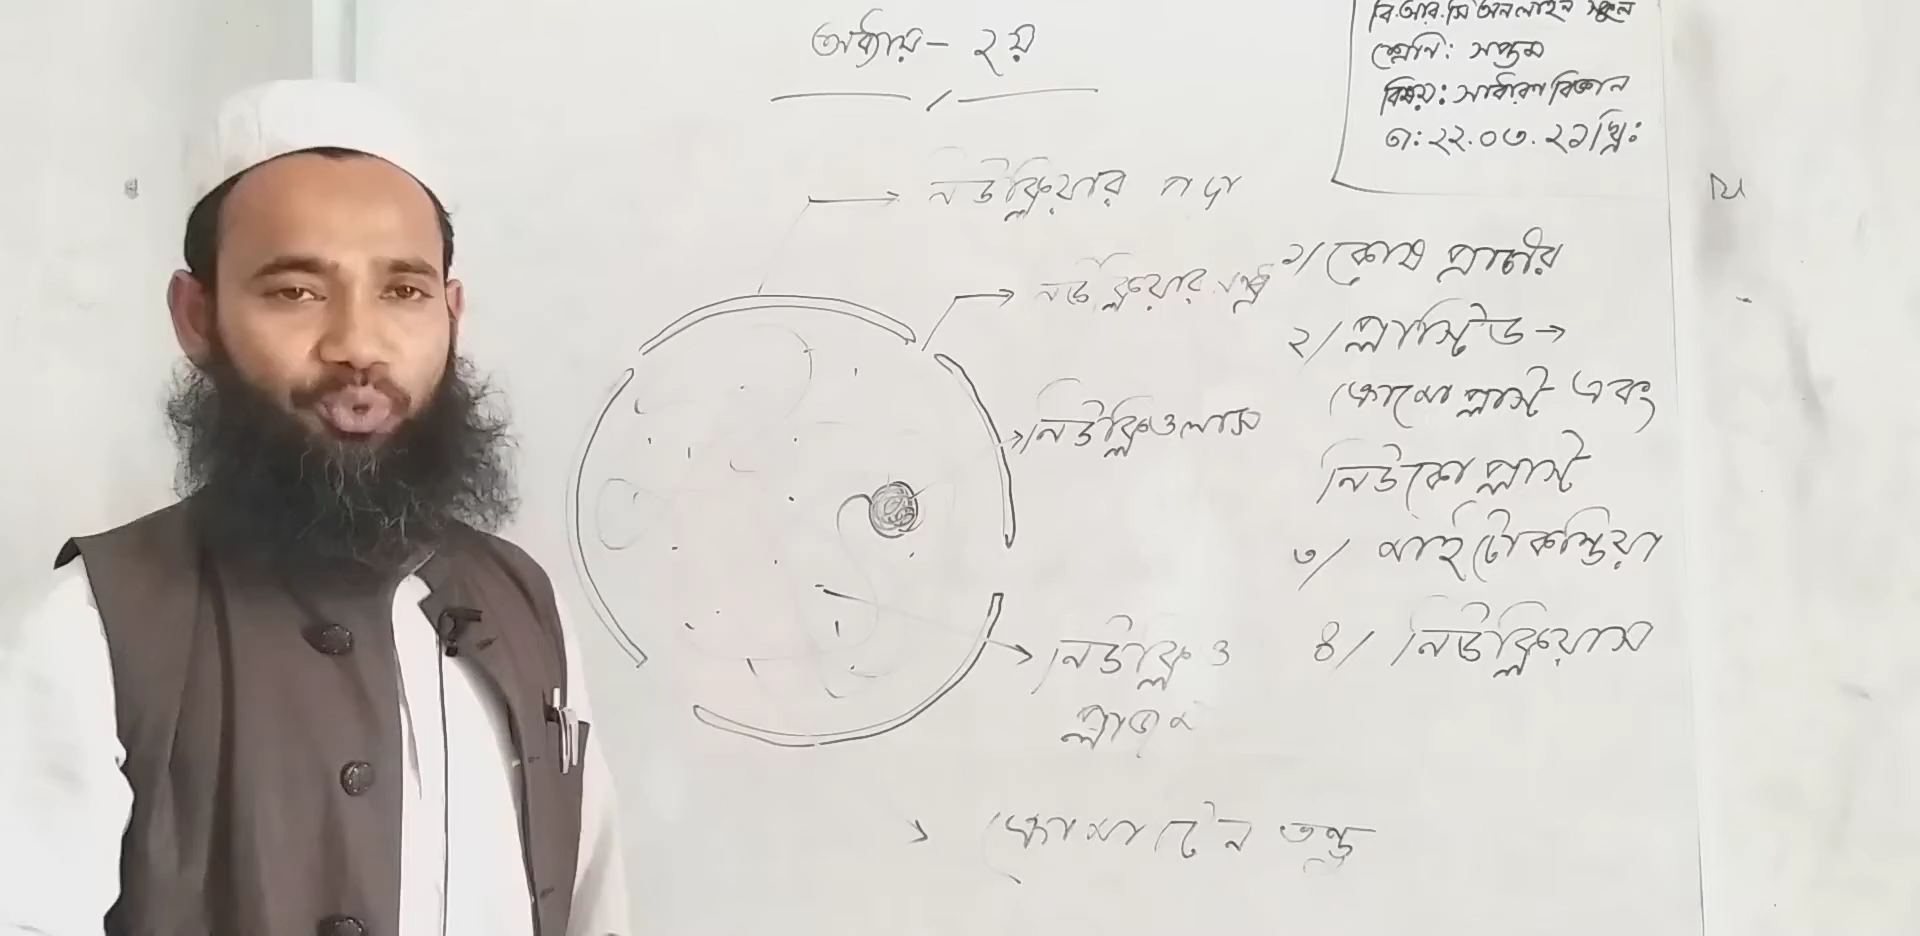 অধ্যায় - ২য়
বি.আর.সি অনলাইন স্কুল
শ্রেণি: সপ্তম
বিষয়: সাধারণ বিজ্ঞান
তা: ২২.০৩.২১খ্রি:
নিউক্লিয়ার পর্দা
নিউক্লিয়ার রন্ধ্র
নিউক্লিওলাস
নিউক্লিও
প্লাজম
ক্রোমাটিন তন্তু
১/ কোষ প্রাচীর
২/ প্লাস্টিড →
ক্রোমোপ্লাস্ট এবং
লিউকোপ্লাস্ট
৩/ মাইটোকন্ড্রিয়া
৪/ নিউক্লিয়াস